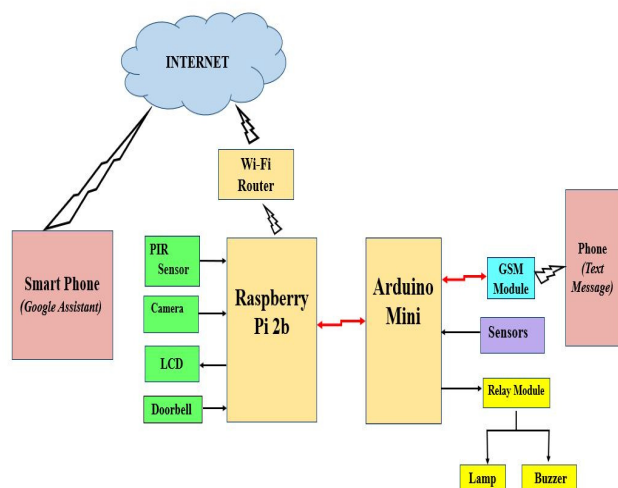 INTERNET
Wi-Fi
Router
Smart Phone
(Google Assistant)
PIR
Sensor
Camera
LCD
Doorbell
Raspberry
Pi 2b
Arduino
Mini
GSM
Module
Sensors
Relay Module
Lamp
Buzzer
Phone
(Text
Message)